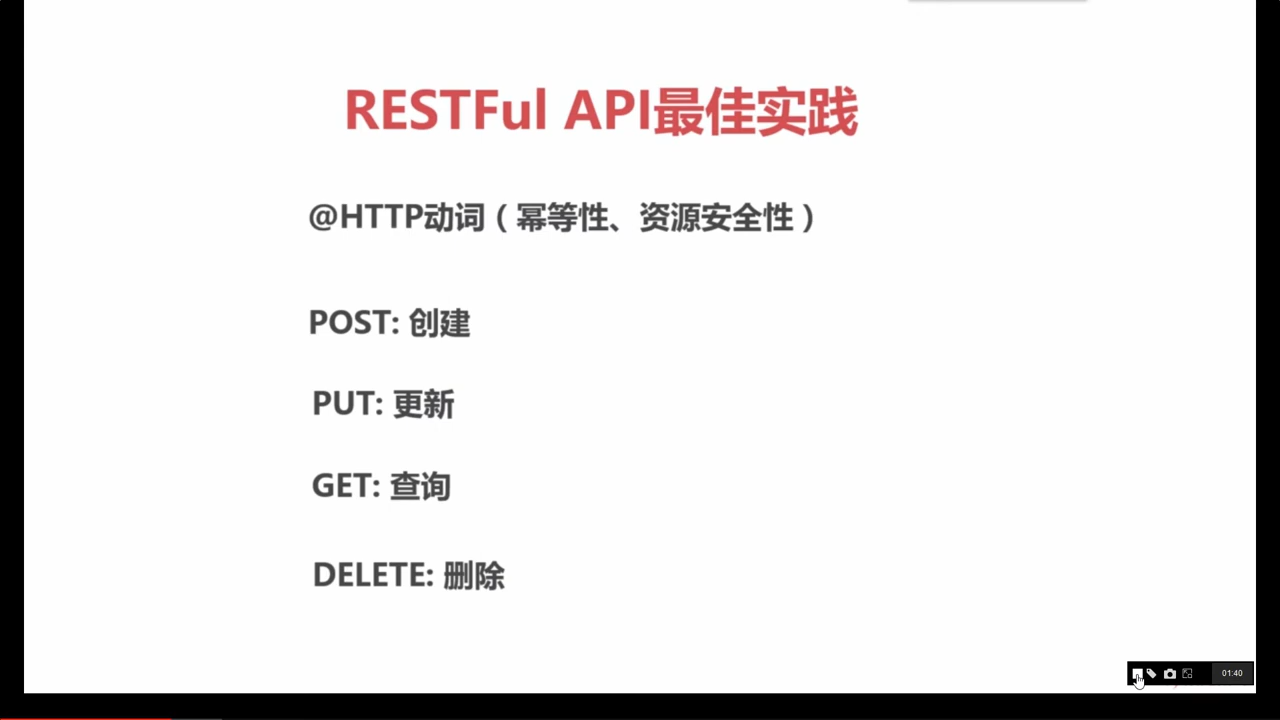 RESTFul API最佳实践
@HTTP动词（幂等性、资源安全性）
POST: 创建
PUT: 更新
GET: 查询
DELETE: 删除
01:40